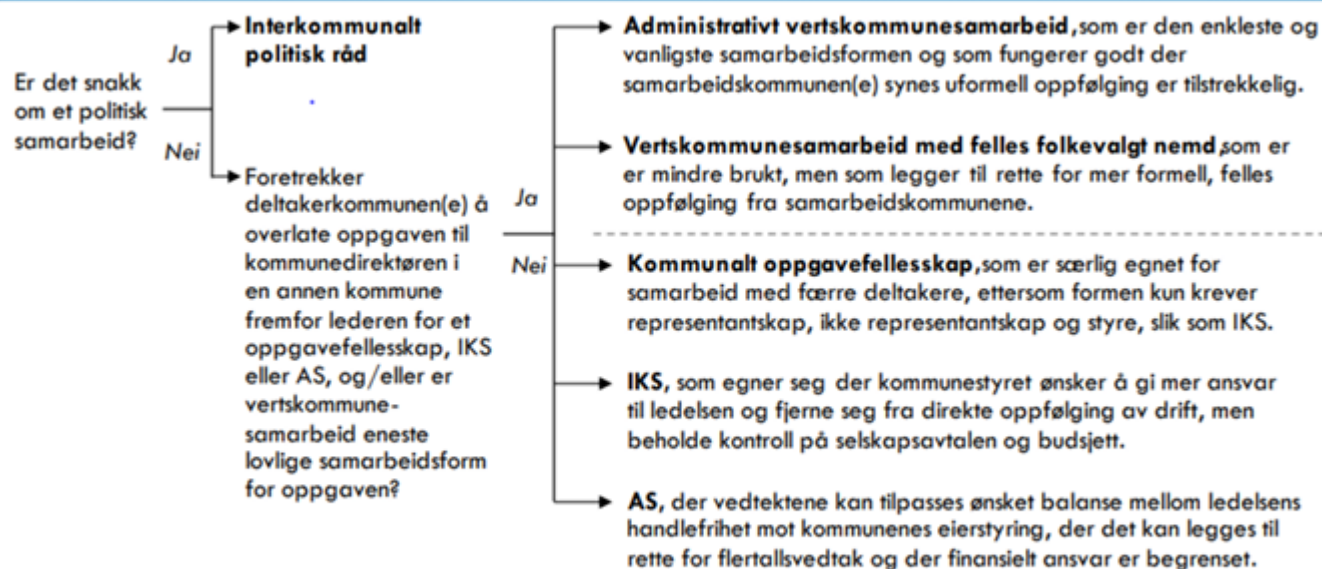 Er det snakk
om et politisk
samarbeid?
Ja
Nei
Interkommunalt
politisk råd
Foretrekker
deltakerkommunen(e) å
overlate oppgaven til
kommunedirektøren i
en annen kommune
fremfor lederen for et
oppgavefellesskap, IKS
eller AS, og/eller er
vertskommune-
samarbeid eneste
lovlige samarbeidsform
for oppgaven?
Ja
Nei
Administrativt vertskommunesamarbeid,som er den enkleste og
vanligste samarbeidsformen og som fungerer godt der
samarbeidskommunen(e) synes uformell oppfølging er tilstrekkelig.
Vertskommunesamarbeid med felles folkevalgt nemd,som er
er mindre brukt, men som legger til rette for mer formell, felles
oppfølging fra samarbeidskommunene.
Kommunalt oppgavefellesskap,som er særlig egnet for
samarbeid med færre deltakere, ettersom formen kun krever
representantskap, ikke representantskap og styre, slik som IKS.
IKS, som egner seg der kommunestyret ønsker å gi mer ansvar
til ledelsen og fjerne seg fra direkte oppfølging av drift, men
beholde kontroll på selskapsavtalen og budsjett.
AS, der vedtektene kan tilpasses ønsket balanse mellom ledelsens
handlefrihet mot kommunenes eierstyring, der det kan legges til
rette for flertallsvedtak og der finansielt ansvar er begrenset.